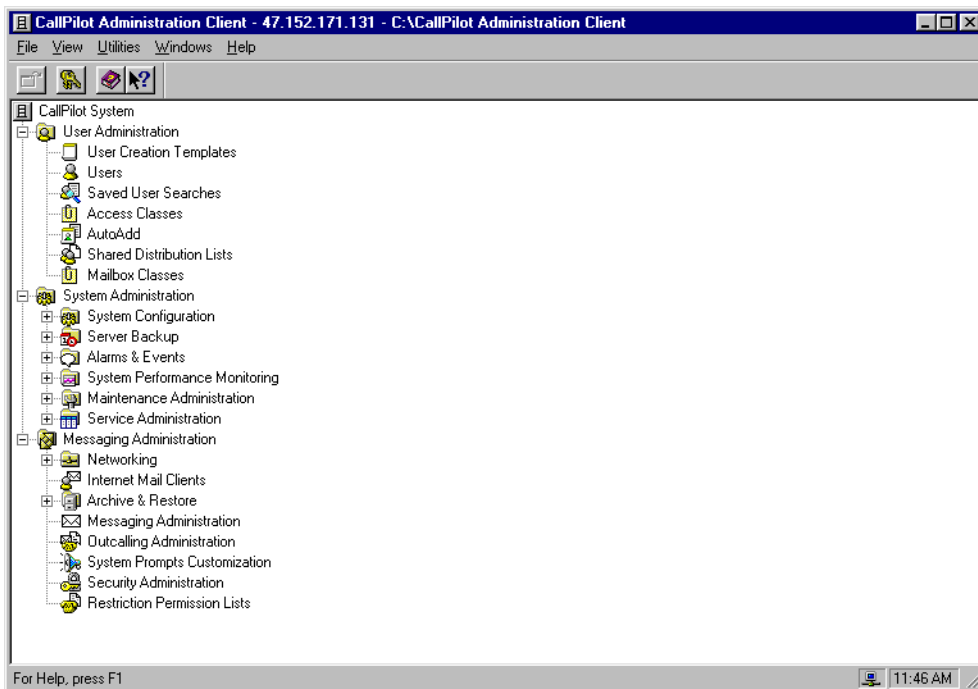 CallPilot Administration Client - 47.152.171.131 - C:\CallPilot Administration Client
File View Utilities Windows Help
CallPilot System
User Administration
User Creation Templates
Users
Saved User Searches
Access Classes
AutoAdd
Shared Distribution Lists
Mailbox Classes
System Administration
System Configuration
Server Backup
Alarms & Events
System Performance Monitoring
Maintenance Administration
Service Administration
Messaging Administration
Networking
Internet Mail Clients
Archive & Restore
Messaging Administration
Outcalling Administration
System Prompts Customization
Security Administration
Restriction Permission Lists
For Help, press F1 11:46 AM